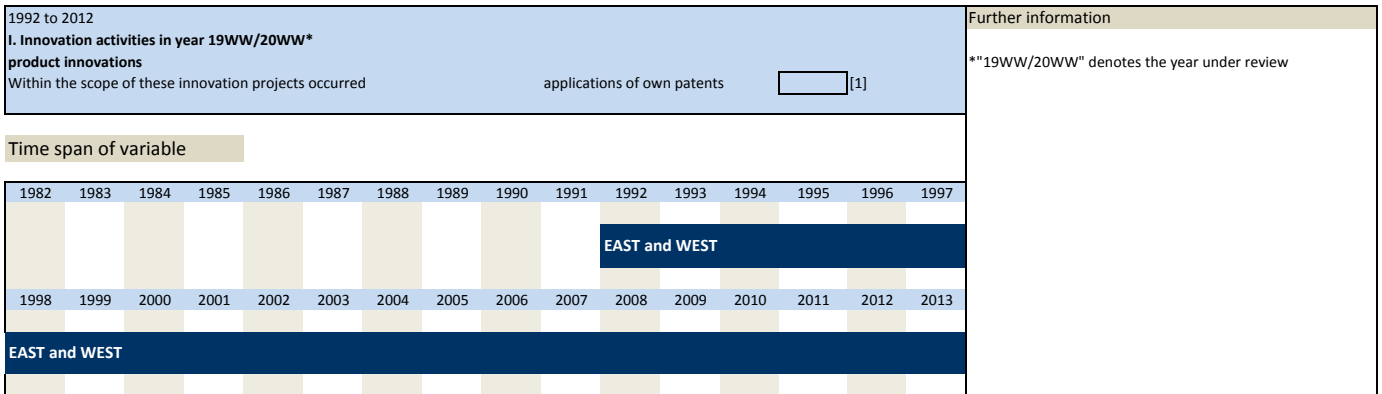 1992 to 2012
I. Innovation activities in year 19WW/20WW*
product innovations
Within the scope of these innovation projects occurred applications of own patents [1]
Further information
*"19WW/20WW" denotes the year under review
Time span of variable
1982 1983 1984 1985 1986 1987 1988 1989 1990 1991 1992 1993 1994 1995 1996 1997
EAST and WEST
1998 1999 2000 2001 2002 2003 2004 2005 2006 2007 2008 2009 2010 2011 2012 2013
EAST and WEST